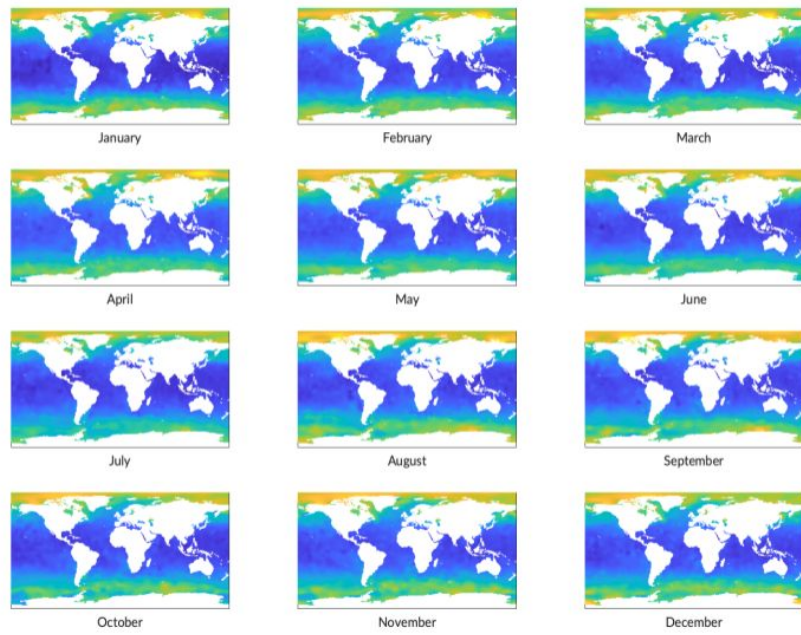 January
February
March
April
May
June
July
August
September
October
November
December